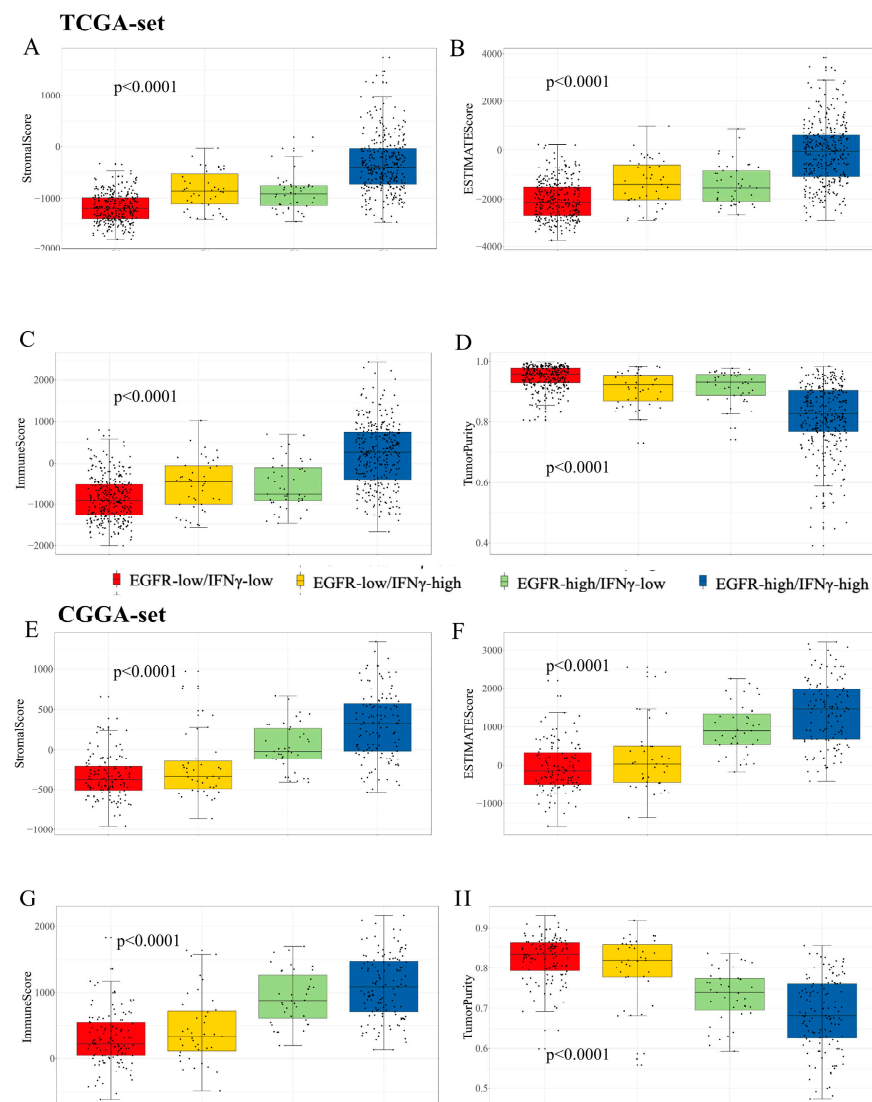 TCGA-set
A
StromalScore
p<0.0001
1000
0
−1000
−2000
B
ESTIMATEScore
p<0.0001
4000
2000
0
−2000
−4000
C
ImmuneScore
p<0.0001
2000
1000
0
−1000
−2000
D
TumorPurity
p<0.0001
1.0
0.8
0.6
0.4
EGFR-low/IFNγ-low EGFR-low/IFNγ-high EGFR-high/IFNγ-low EGFR-high/IFNγ-high
CGGA-set
E
StromalScore
p<0.0001
1000
500
0
−500
−1000
F
ESTIMATEScore
p<0.0001
3000
2000
1000
0
−1000
G
ImmuneScore
p<0.0001
2000
1000
0
H
TumorPurity
p<0.0001
0.9
0.8
0.7
0.6
0.5